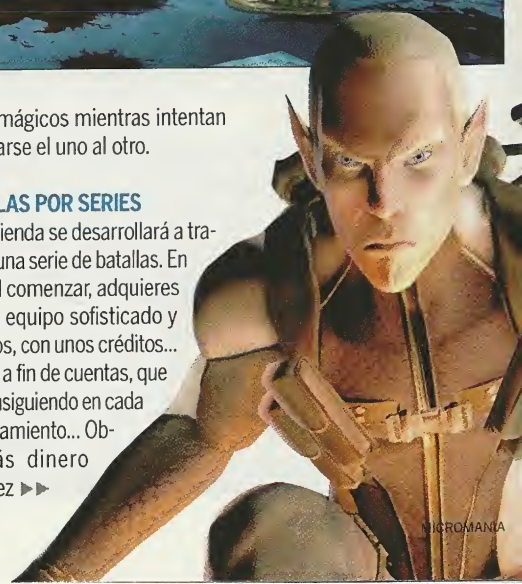 mágicos mientras intentan
arse el uno al otro.
LAS POR SERIES
ienda se desarrollará a tra-
una serie de batallas. En
l comenzar, adquieres
equipo sofisticado y
os, con unos créditos...
a fin de cuentas, que
nsiguiendo en cada
amiento... Ob-
ás dinero
ez ▶▶
MICROMANÍA